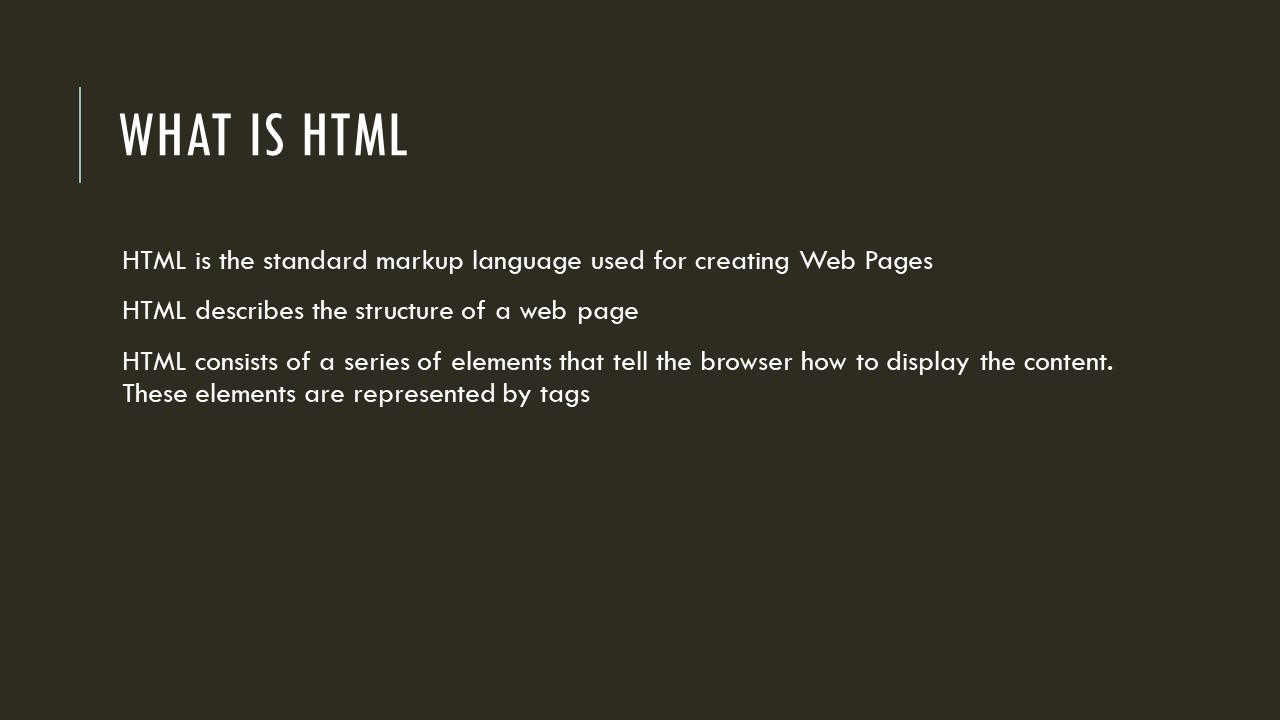 WHAT IS HTML
HTML is the standard markup language used for creating Web Pages
HTML describes the structure of a web page
HTML consists of a series of elements that tell the browser how to display the content.
These elements are represented by tags